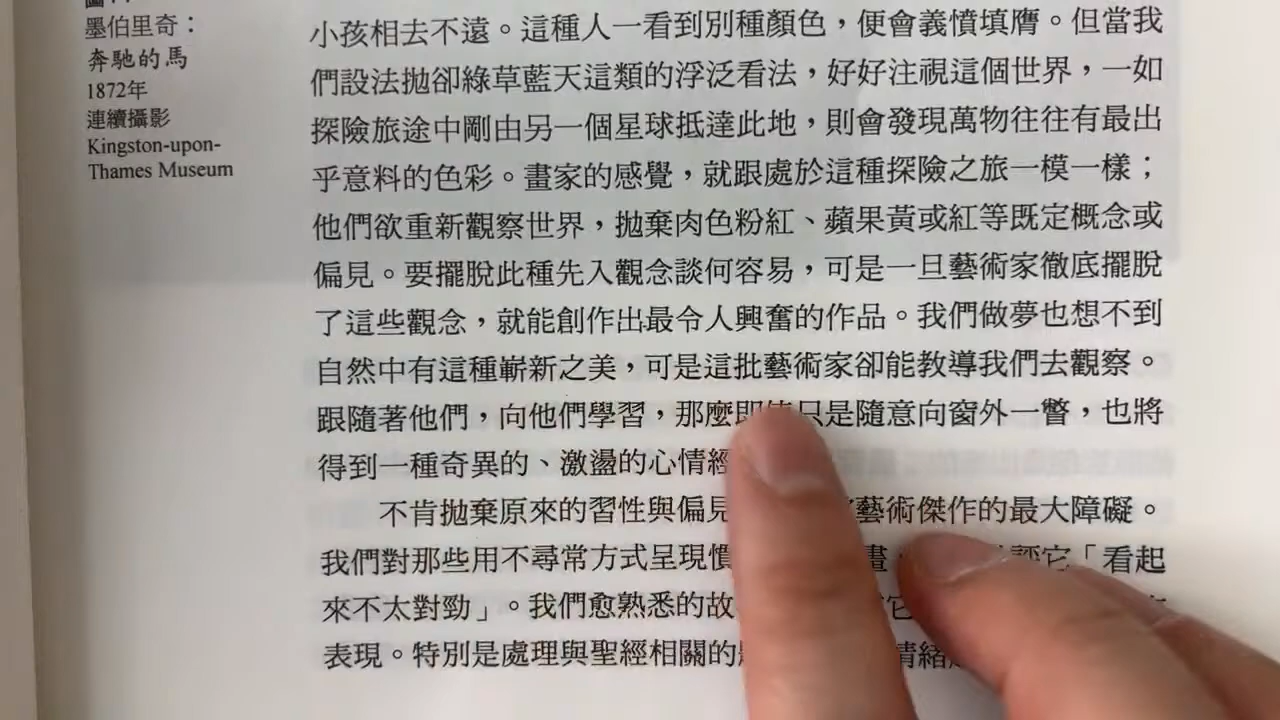 墨伯里奇：
奔馳的馬
1872年
連續攝影
Kingston-upon-
Thames Museum
小孩相去不遠。這種人一看到別種顏色，便會義憤填膺。但當我
們設法拋卻綠草藍天這類的浮泛看法，好好注視這個世界，一如
探險旅途中剛由另一個星球抵達此地，則會發現萬物往往有最出
乎意料的色彩。畫家的感覺，就跟處於這種探險之旅一模一樣；
他們欲重新觀察世界，拋棄肉色粉紅、蘋果黃或紅等既定概念或
偏見。要擺脫此種先入觀念談何容易，可是一旦藝術家徹底擺脫
了這些觀念，就能創作出最令人興奮的作品。我們做夢也想不到
自然中有這種嶄新之美，可是這批藝術家卻能教導我們去觀察。
跟隨著他們，向他們學習，那麼即使只是隨意向窗外一瞥，也將
得到一種奇異的、激盪的心情經
不肯拋棄原來的習性與偏見 藝術傑作的最大障礙。
我們對那些用不尋常方式呈現慣 畫， 評它「看起
來不太對勁」。我們愈熟悉的故 它
表現。特別是處理與聖經相關的 情緒